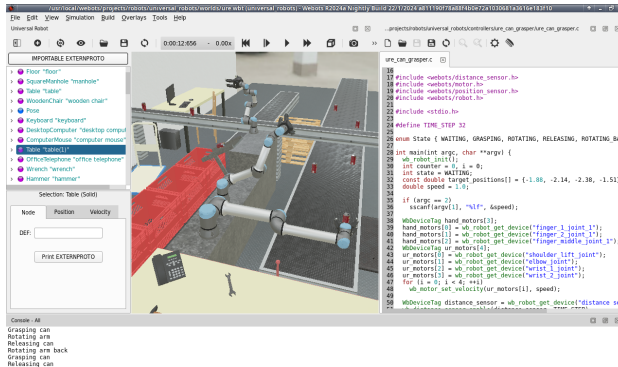 /usr/local/webots/projects/robots/universal_robots/worlds/ure.wbt (universal_robots) - Webots R2024a Nightly Build 22/1/2024 a81190f78a88f4b0e72a1030681a3616e183f10
File Edit View Simulation Build Overlays Tools Help
Universal Robot
...projects/robots/universal_robots/controllers/ure_can_grasper/ure_can_grasper.c
0:00:12:656 - 0.00x
IMPORTABLE EXTERNPROTO
ure_can_grasper.c
Floor "floor"
SquareManhole "manhole"
Table "table"
WoodenChair "wooden chair"
Pose
Keyboard "keyboard"
DesktopComputer "desktop comput
ComputerMouse "computer mouse"
Table "table(1)"
OfficeTelephone "office telephone"
Wrench "wrench"
Hammer "hammer"
Selection: Table (Solid)
Node Position Velocity
DEF:
Print EXTERNPROTO
16
17 #include <webots/distance_sensor.h>
18 #include <webots/motor.h>
19 #include <webots/position_sensor.h>
20 #include <webots/robot.h>
21
22 #include <stdio.h>
23
24 #define TIME_STEP 32
25
26 enum State { WAITING, GRASPING, ROTATING, RELEASING, ROTATING_BA
27
28 int main(int argc, char **argv) {
29 wb_robot_init();
30 int counter = 0, i = 0;
31 int state = WAITING;
32 const double target_positions[] = {-1.88, -2.14, -2.38, -1.51}
33 double speed = 1.0;
34
35 if (argc == 2)
36 sscanf(argv[1], "%lf", &speed);
37
38 WbDeviceTag hand_motors[3];
39 hand_motors[0] = wb_robot_get_device("finger_1_joint_1");
40 hand_motors[1] = wb_robot_get_device("finger_2_joint_1");
41 hand_motors[2] = wb_robot_get_device("finger_middle_joint_1");
42 WbDeviceTag ur_motors[4];
43 ur_motors[0] = wb_robot_get_device("shoulder_lift_joint");
44 ur_motors[1] = wb_robot_get_device("elbow_joint");
45 ur_motors[2] = wb_robot_get_device("wrist_1_joint");
46 ur_motors[3] = wb_robot_get_device("wrist_2_joint");
47 for (i = 0; i < 4; ++i)
48 wb_motor_set_velocity(ur_motors[i], speed);
49
50 WbDeviceTag distance_sensor = wb_robot_get_device("distance se
Console - All
Grasping can
Rotating arm
Releasing can
Rotating arm back
Grasping can
Releasing can